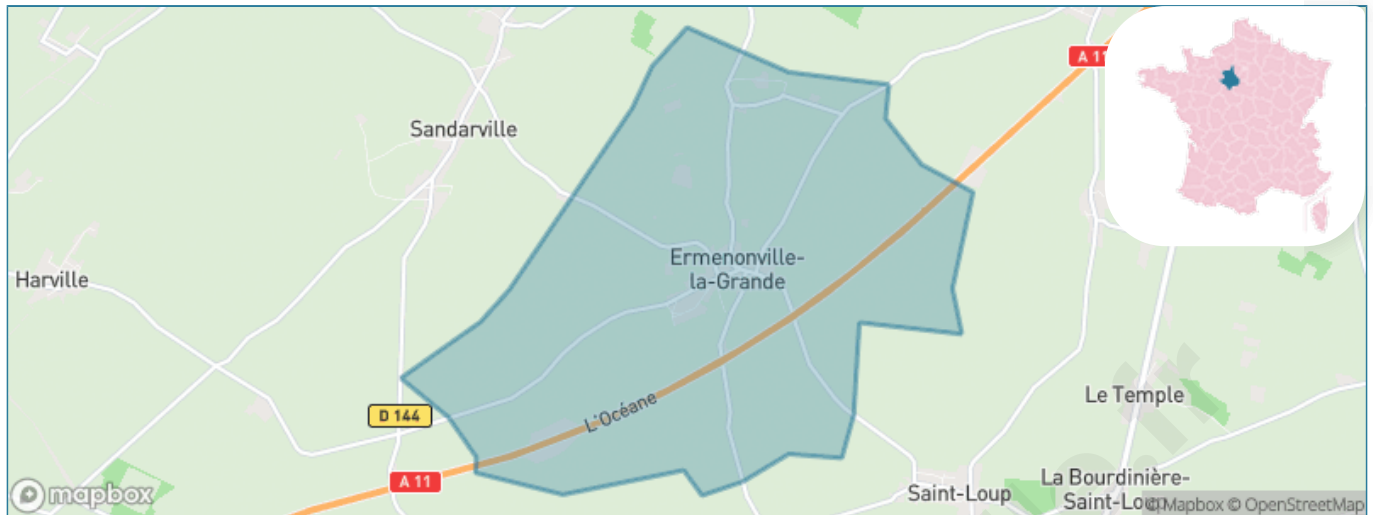 A 11
Sandarville
Ermenonville-
la-Grande
Harville
Le Temple
D 144
L'Océane
A 11
Saint-Loup
La Bourdinière-
Saint-Loup
mapbox
© Mapbox © OpenStreetMap